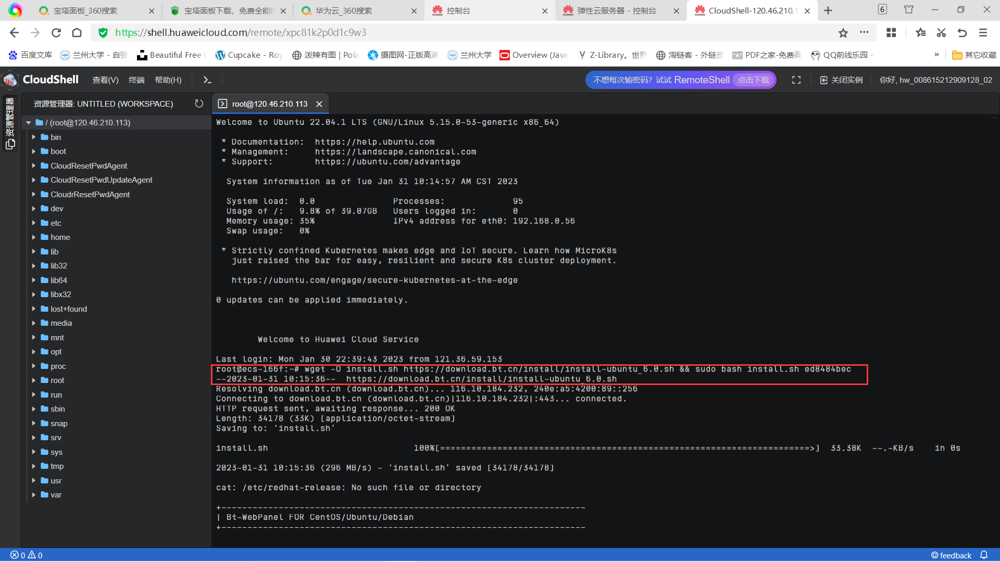 宝塔面板_360搜索
宝塔面板下载，免费全能的
华为云_360搜索
控制台
弹性云服务器 - 控制台
CloudShell-120.46.210.1
6
https://shell.huaweicloud.com/remote/xpc81k2p0d1c9w3
百度文库
兰州大学 - 自强
Beautiful Free
Cupcake - Roy
泼辣有图 | Pola
摄图网-正版高清
兰州大学
Overview (Java
Z-Library。世界
淘链客 - 外链资
PDF之家-免费高
QQ前线乐园 -
其它收藏
CloudShell
查看(V)
终端
帮助(H)
不想每次输密码？试试 RemoteShell 点击下载
关闭实例
你好, hw_008615212909128_02
资源管理器
资源管理器: UNTITLED (WORKSPACE)
root@120.46.210.113
/ (root@120.46.210.113)
bin
boot
CloudResetPwdAgent
CloudResetPwdUpdateAgent
CloudrResetPwdAgent
dev
etc
home
lib
lib32
lib64
libx32
lost+found
media
mnt
opt
proc
root
run
sbin
snap
srv
sys
tmp
usr
var
Welcome to Ubuntu 22.04.1 LTS (GNU/Linux 5.15.0-53-generic x86_64)
* Documentation:  https://help.ubuntu.com
* Management:     https://landscape.canonical.com
* Support:        https://ubuntu.com/advantage
System information as of Tue Jan 31 10:14:57 AM CST 2023
System load:  0.0               Processes:             95
Usage of /:   9.8% of 39.07GB   Users logged in:       0
Memory usage: 35%               IPv4 address for eth0: 192.168.0.56
Swap usage:   0%
* Strictly confined Kubernetes makes edge and IoT secure. Learn how MicroK8s
just raised the bar for easy, resilient and secure K8s cluster deployment.
https://ubuntu.com/engage/secure-kubernetes-at-the-edge
0 updates can be applied immediately.
Welcome to Huawei Cloud Service
Last login: Mon Jan 30 22:39:43 2023 from 121.36.59.153
root@ecs-166f:~# wget -O install.sh https://download.bt.cn/install/install-ubuntu_6.0.sh && sudo bash install.sh ed8484bec
--2023-01-31 10:15:36--  https://download.bt.cn/install/install-ubuntu_6.0.sh
Resolving download.bt.cn (download.bt.cn)... 116.10.184.232, 240e:a5:4200:89::256
Connecting to download.bt.cn (download.bt.cn)|116.10.184.232|:443... connected.
HTTP request sent, awaiting response... 200 OK
Length: 34178 (33K) [application/octet-stream]
Saving to: ‘install.sh’
install.sh                            100%[=======================================================================>]  33.38K  --.-KB/s    in 0s
2023-01-31 10:15:36 (296 MB/s) - ‘install.sh’ saved [34178/34178]
cat: /etc/redhat-release: No such file or directory
+----------------------------------------------------------------------
| Bt-WebPanel FOR CentOS/Ubuntu/Debian
+----------------------------------------------------------------------
0
0
feedback